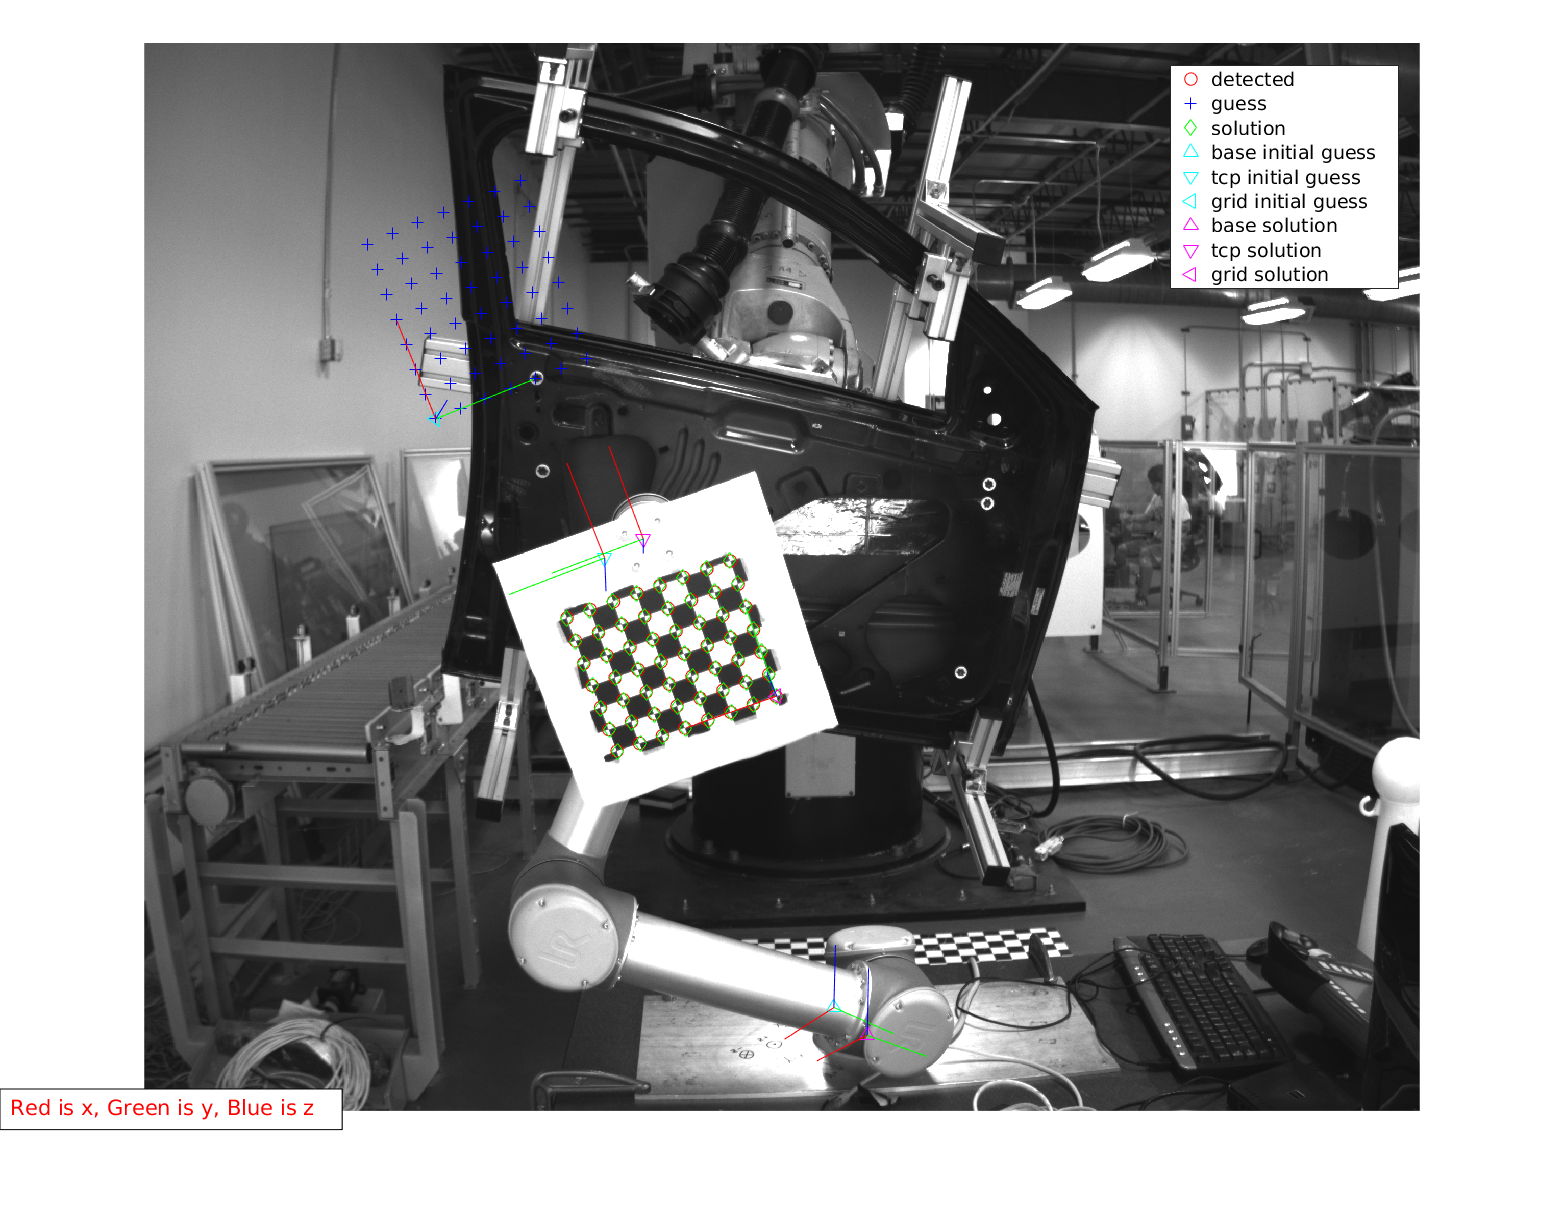 detected
guess
solution
base initial guess
tcp initial guess
grid initial guess
base solution
tcp solution
grid solution
Red is x, Green is y, Blue is z